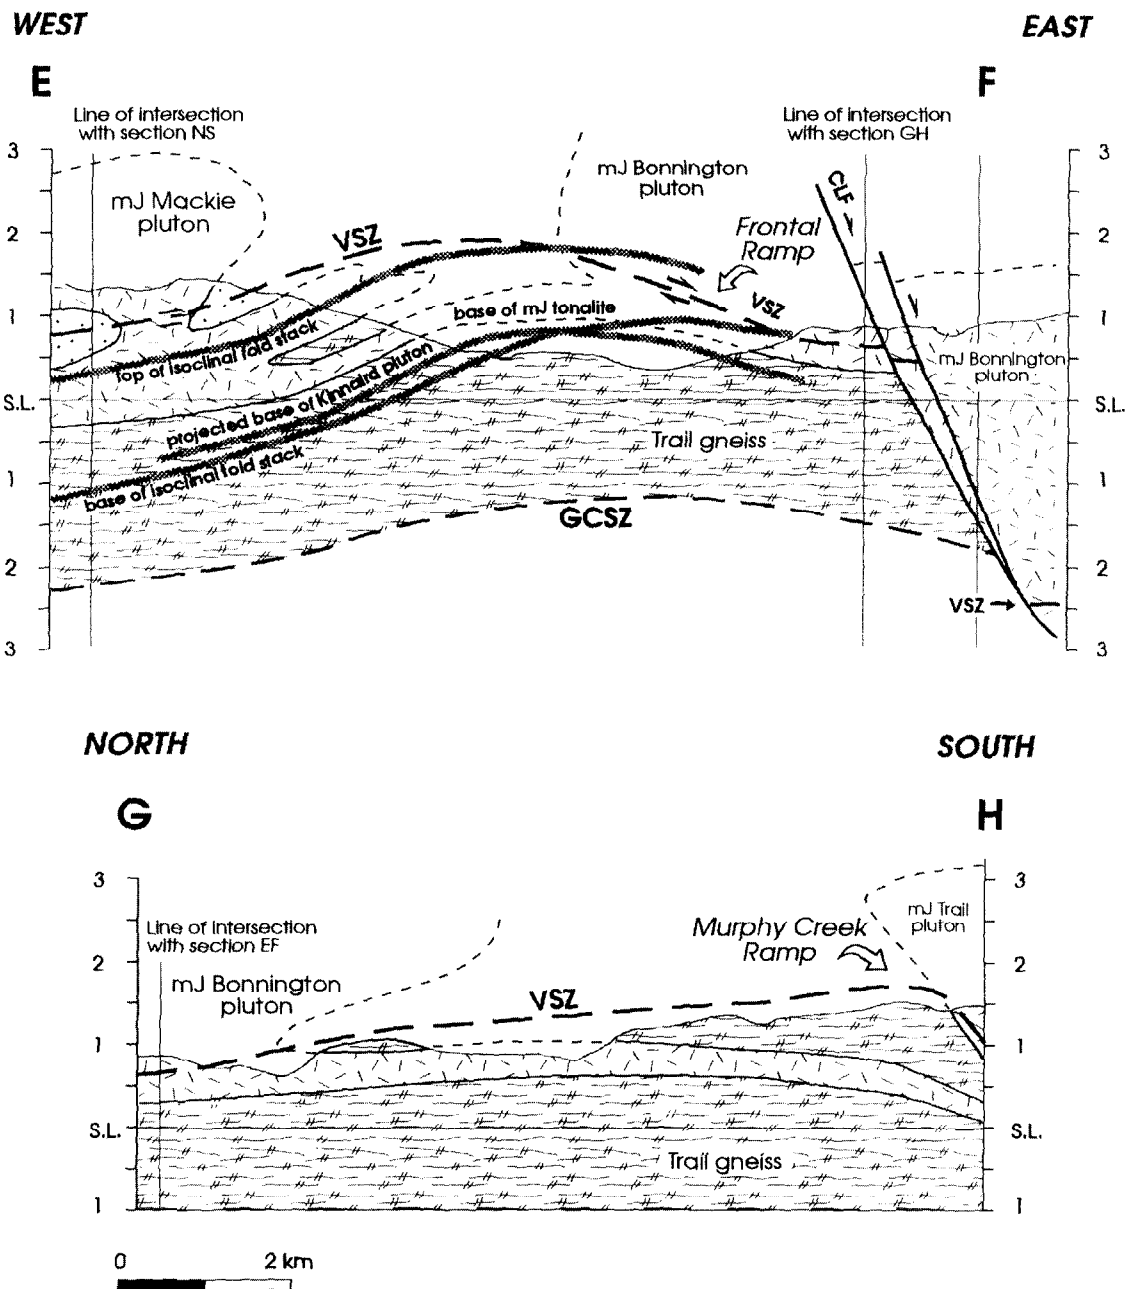 WEST
EAST
E
F
Line of intersection
with section NS
Line of intersection
with section GH
3
3
mJ Mackie
pluton
mJ Bonnington
pluton
CLF
2
2
VSZ
Frontal
Ramp
VSZ
1
1
base of mJ tonalite
top of isoclinal fold stack
mJ Bonnington
pluton
S.L.
S.L.
projected base of Kinnaird pluton
Trail gneiss
1
1
base of isoclinal fold stack
GCSZ
2
2
VSZ
3
3
NORTH
SOUTH
G
H
3
3
Line of intersection
with section EF
mJ Trail
pluton
Murphy Creek
Ramp
2
2
mJ Bonnington
pluton
VSZ
1
1
S.L.
S.L.
Trail gneiss
1
1
0 2 km